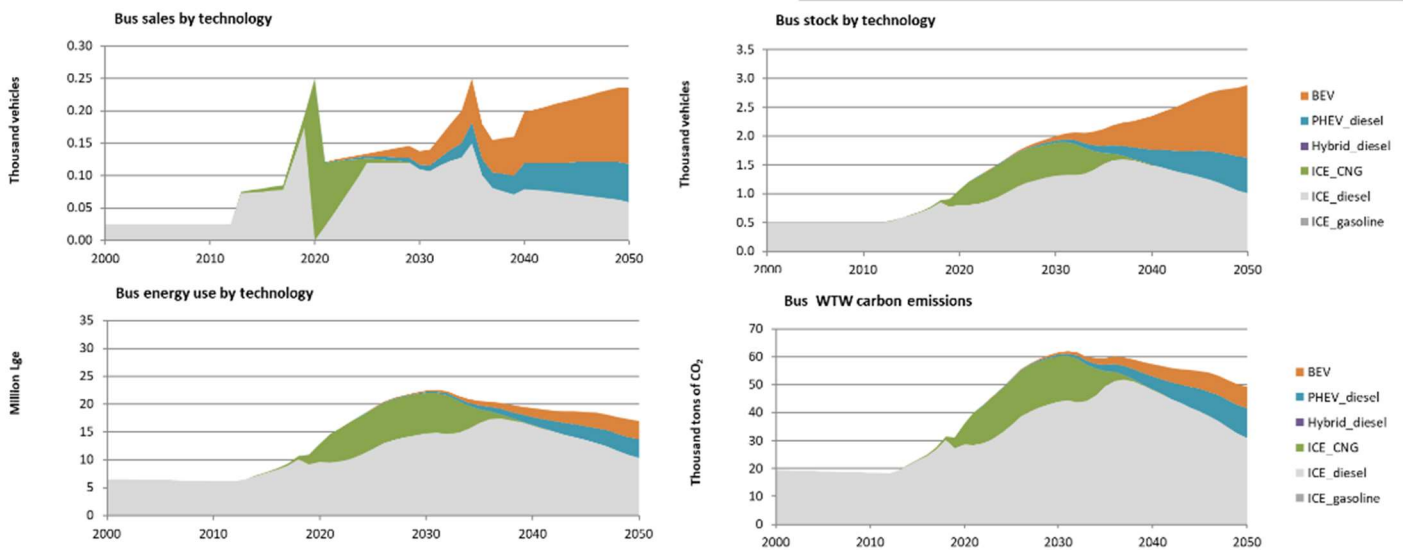 Bus sales by technology
Thousand vehicles
0.30
0.25
0.20
0.15
0.10
0.05
0.00
2000 2010 2020 2030 2040 2050
Bus stock by technology
Thousand vehicles
3.5
3.0
2.5
2.0
1.5
1.0
0.5
0.0
2000 2010 2020 2030 2040 2050
BEV
PHEV_diesel
Hybrid_diesel
ICE_CNG
ICE_diesel
ICE_gasoline
Bus energy use by technology
Million Lge
35
30
25
20
15
10
5
0
2000 2010 2020 2030 2040 2050
Bus WTW carbon emissions
Thousand tons of CO₂
70
60
50
40
30
20
10
0
2000 2010 2020 2030 2040 2050
BEV
PHEV_diesel
Hybrid_diesel
ICE_CNG
ICE_diesel
ICE_gasoline